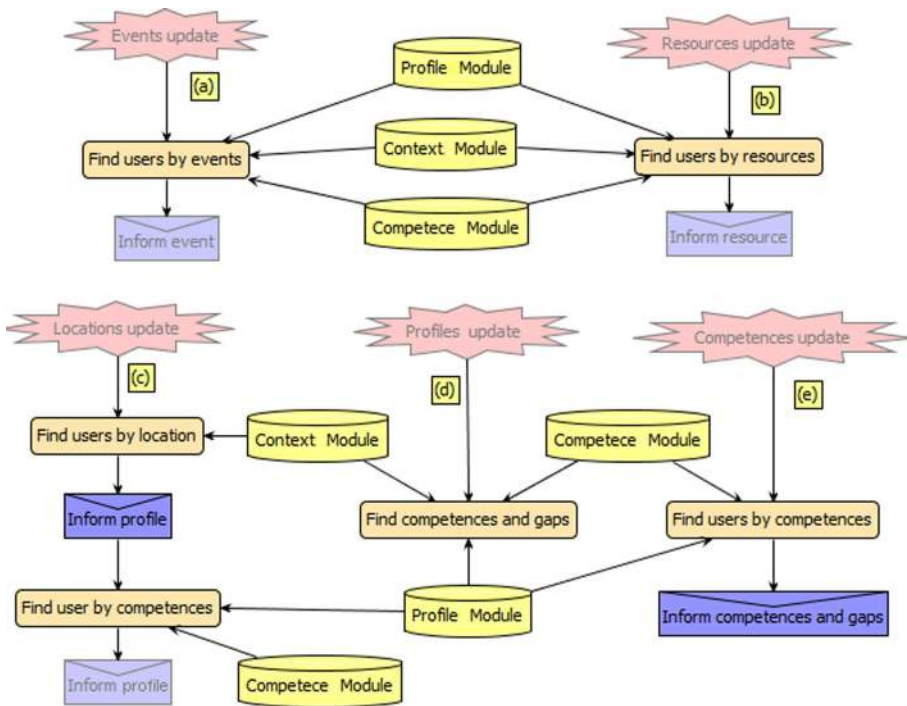 Events update
Resources update
Profile Module
(a)
(b)
Find users by events
Context Module
Find users by resources
Competece Module
Inform event
Inform resource
Locations update
Profiles update
Competences update
(c)
(d)
(e)
Find users by location
Context Module
Competece Module
Inform profile
Find competences and gaps
Find users by competences
Find user by competences
Profile Module
Inform competences and gaps
Inform profile
Competece Module